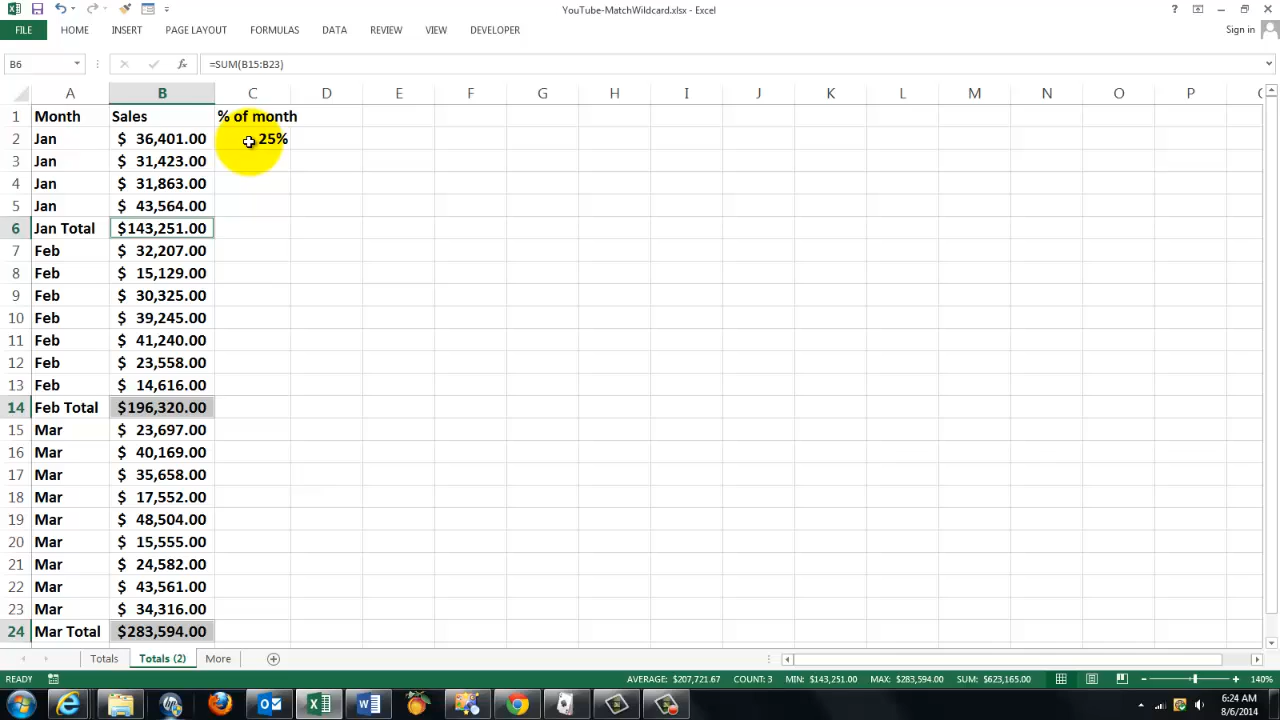 YouTube-MatchWildcard.xlsx - Excel
FILE HOME INSERT PAGE LAYOUT FORMULAS DATA REVIEW VIEW DEVELOPER Sign in
B6 fx =SUM(B15:B23)
A B C D E F G H I J K L M N O P
1 Month Sales % of month
2 Jan $ 36,401.00 25%
3 Jan $ 31,423.00
4 Jan $ 31,863.00
5 Jan $ 43,564.00
6 Jan Total $143,251.00
7 Feb $ 32,207.00
8 Feb $ 15,129.00
9 Feb $ 30,325.00
10 Feb $ 39,245.00
11 Feb $ 41,240.00
12 Feb $ 23,558.00
13 Feb $ 14,616.00
14 Feb Total $196,320.00
15 Mar $ 23,697.00
16 Mar $ 40,169.00
17 Mar $ 35,658.00
18 Mar $ 17,552.00
19 Mar $ 48,504.00
20 Mar $ 15,555.00
21 Mar $ 24,582.00
22 Mar $ 43,561.00
23 Mar $ 34,316.00
24 Mar Total $283,594.00
Totals Totals (2) More
READY AVERAGE: $207,721.67 COUNT: 3 MIN: $143,251.00 MAX: $283,594.00 SUM: $623,165.00 140%
6:24 AM
8/6/2014